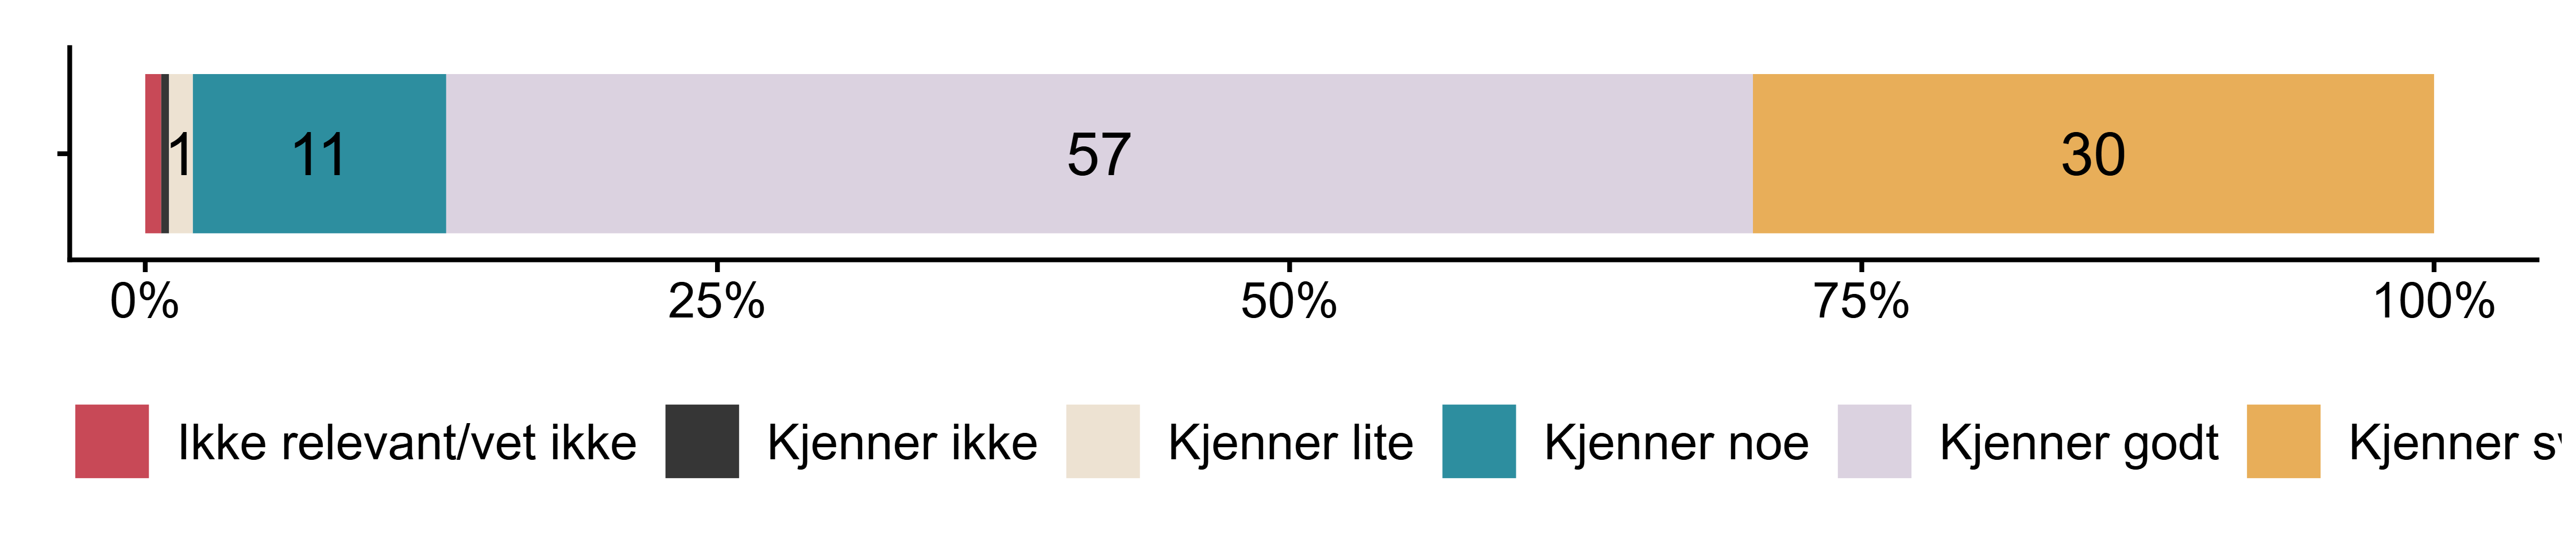 1 11 57 30
0% 25% 50% 75% 100%
Ikke relevant/vet ikke Kjenner ikke Kjenner lite Kjenner noe Kjenner godt Kjenner